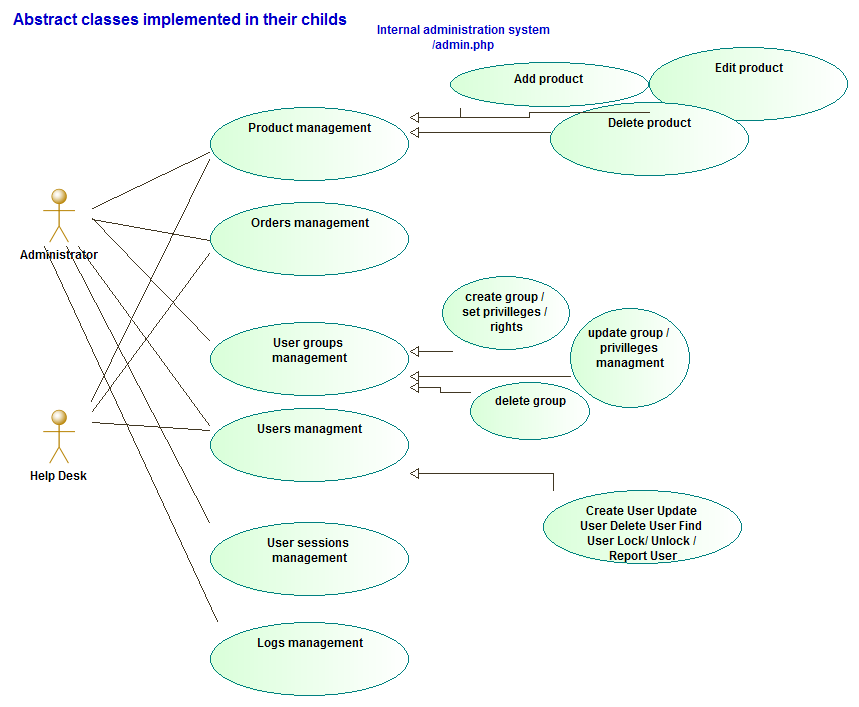 Abstract classes implemented in their childs
Internal administration system
/admin.php
Add product
Edit product
Product management
Delete product
Orders management
Administrator
create group /
set privilleges /
rights
User groups
management
update group /
privilleges
managment
delete group
Users managment
Help Desk
Create User Update
User Delete User Find
User Lock/ Unlock /
Report User
User sessions
management
Logs management